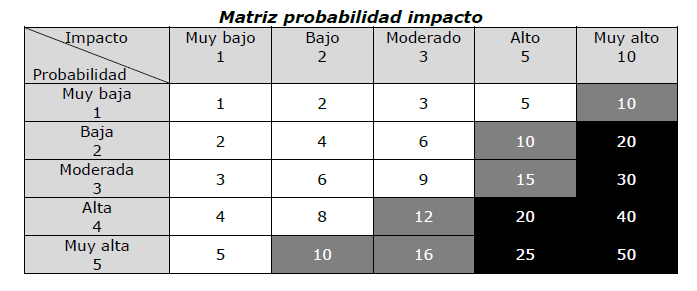 Matriz probabilidad impacto
Impacto Muy bajo Bajo Moderado Alto Muy alto
Probabilidad 1 2 3 5 10
Muy baja
1 1 2 3 5 10
Baja
2 2 4 6 10 20
Moderada
3 3 6 9 15 30
Alta
4 4 8 12 20 40
Muy alta
5 5 10 16 25 50